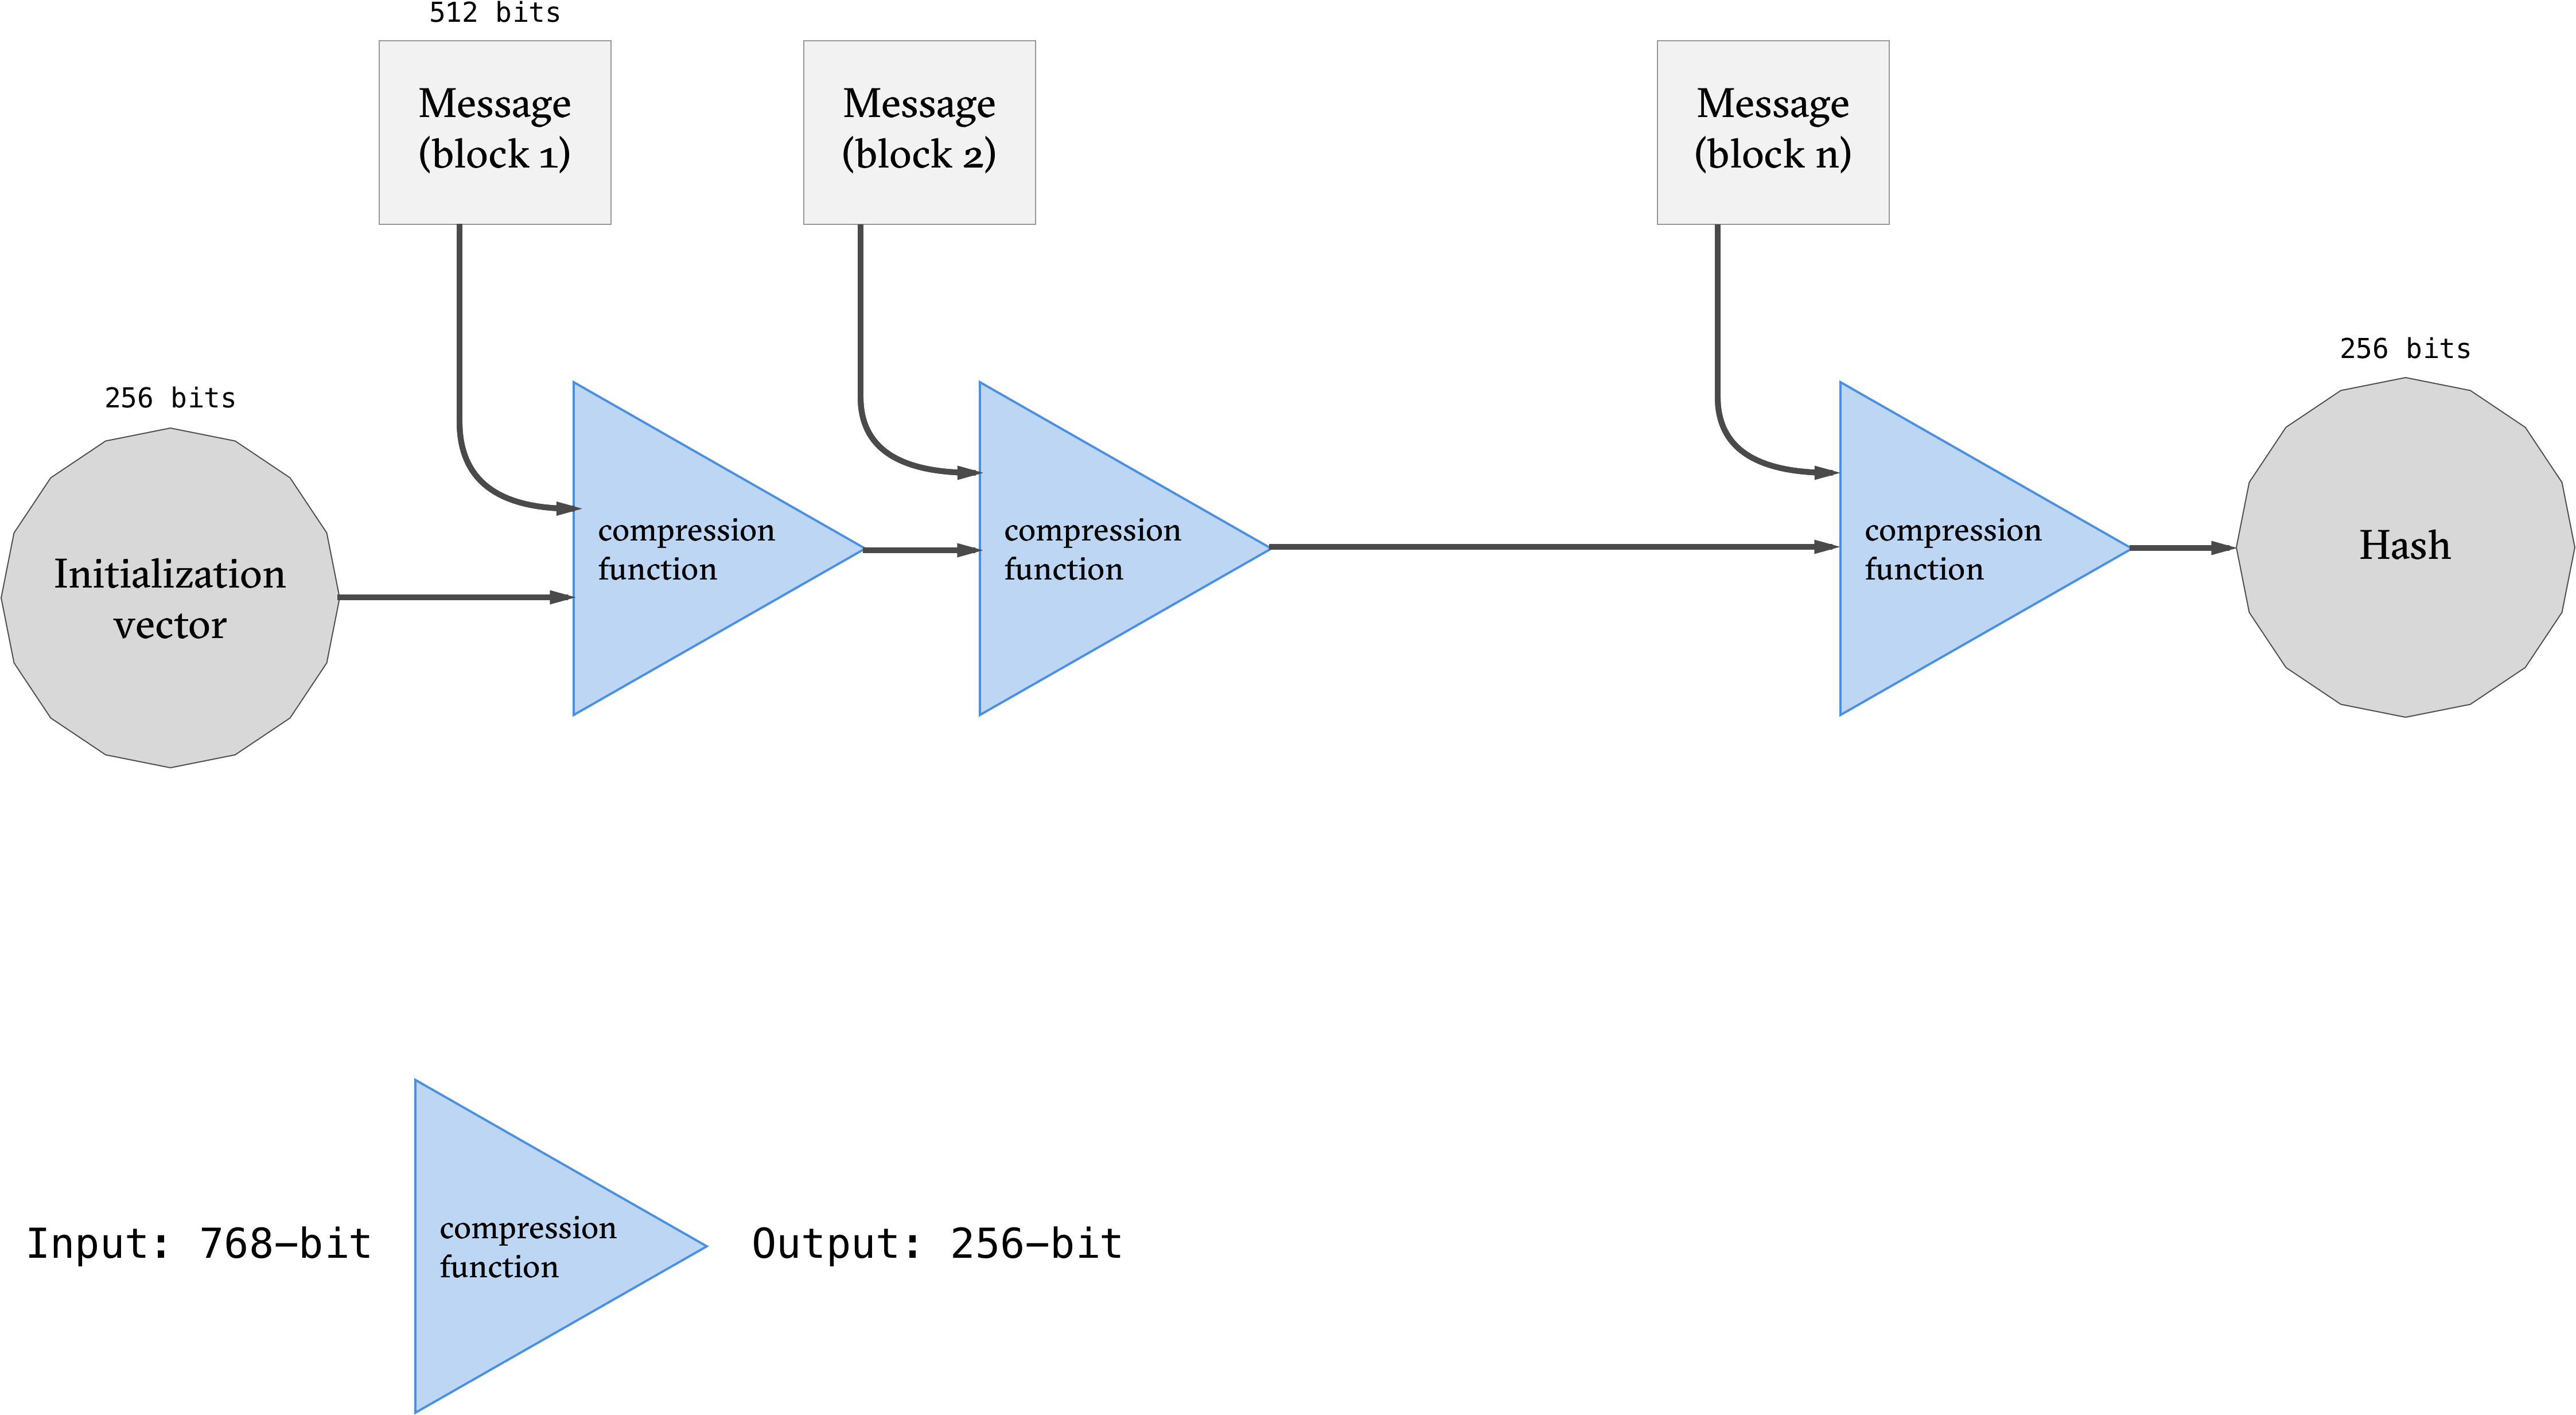 512 bits
Message
(block 1)
Message
(block 2)
Message
(block n)
256 bits
Initialization
vector
compression
function
compression
function
compression
function
256 bits
Hash
Input: 768-bit
compression
function
Output: 256-bit